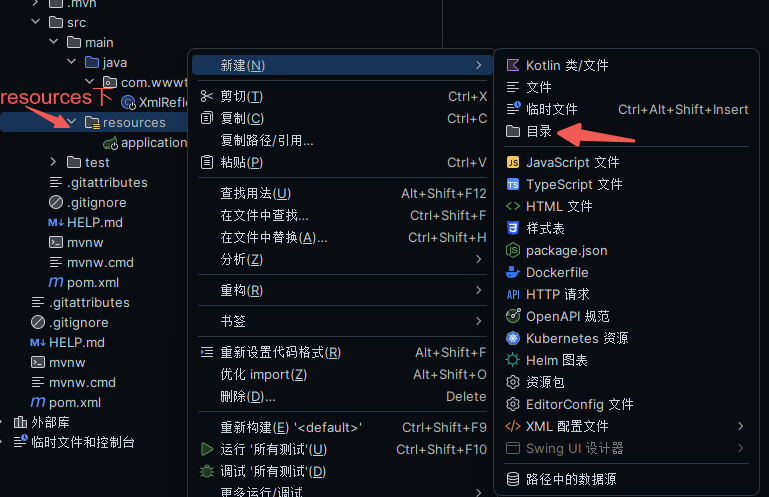 .mvn
src
main
java
com.wwwt
XmlRefle
resources下
resources
application
test
.gitattributes
.gitignore
HELP.md
mvnw
mvnw.cmd
pom.xml
.gitattributes
.gitignore
HELP.md
mvnw
mvnw.cmd
pom.xml
外部库
临时文件和控制台
新建(N)
剪切(T) Ctrl+X
复制(C) Ctrl+C
复制路径/引用...
粘贴(P) Ctrl+V
查找用法(U) Alt+Shift+F12
在文件中查找... Ctrl+Shift+F
在文件中替换(A)... Ctrl+Shift+H
分析(Z)
重构(R)
书签
重新设置代码格式(R) Alt+Shift+F
优化 import(Z) Alt+Shift+O
删除(D)... Delete
重新构建(E) '<default>' Ctrl+Shift+F9
运行 '所有测试'(U) Ctrl+Shift+F10
调试 '所有测试'(D)
更多运行/调试
Kotlin 类/文件
文件
临时文件 Ctrl+Alt+Shift+Insert
目录
JavaScript 文件
TypeScript 文件
HTML 文件
样式表
package.json
Dockerfile
HTTP 请求
OpenAPI 规范
Kubernetes 资源
Helm 图表
资源包
EditorConfig 文件
XML 配置文件
Swing UI 设计器
路径中的数据源